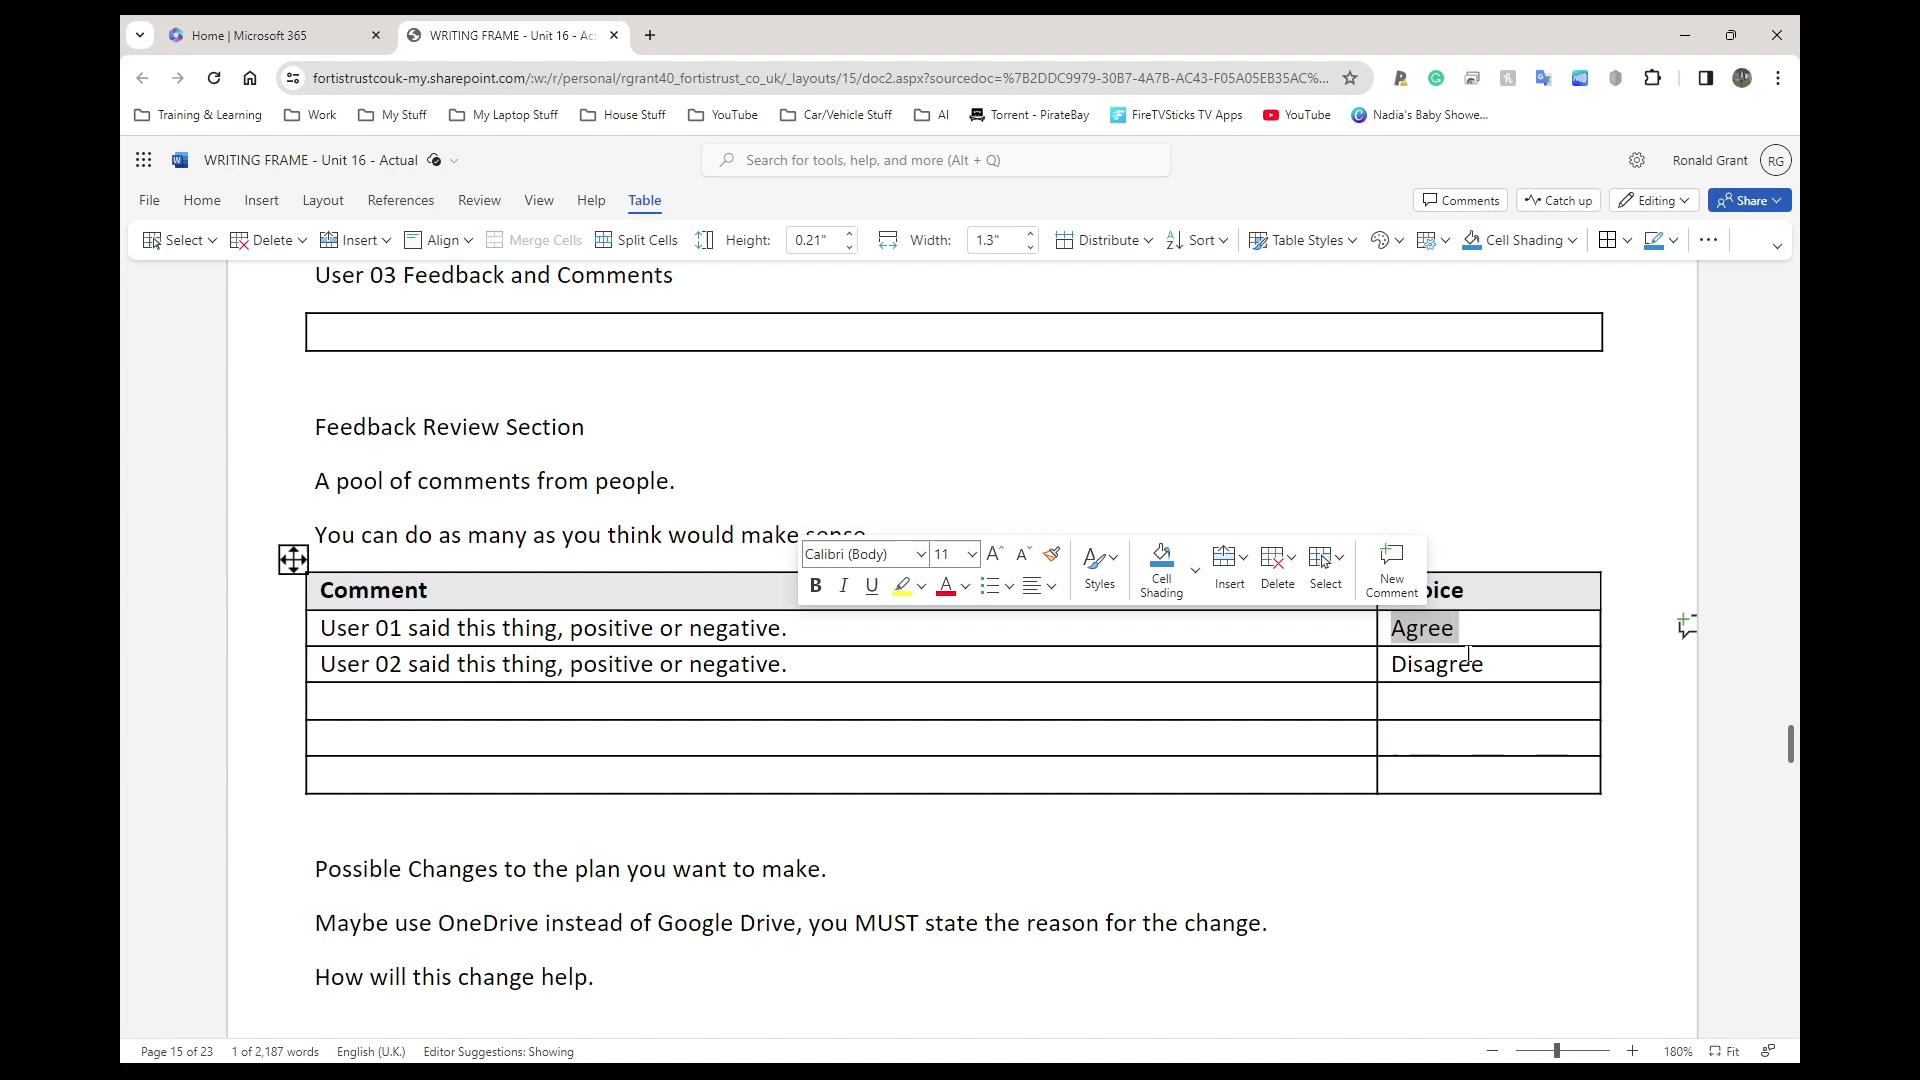 Home | Microsoft 365
WRITING FRAME - Unit 16 - Act
fortistrustcouk-my.sharepoint.com/:w:/r/personal/rgrant40_fortistrust_co_uk/_layouts/15/doc2.aspx?sourcedoc=%7B2DDC9979-30B7-4A7B-AC43-F05A05EB35AC%...
Training & Learning Work My Stuff My Laptop Stuff House Stuff YouTube Car/Vehicle Stuff AI Torrent - PirateBay FireTVSticks TV Apps YouTube Nadia's Baby Showe...
WRITING FRAME - Unit 16 - Actual
Search for tools, help, and more (Alt + Q)
Ronald Grant RG
File Home Insert Layout References Review View Help Table
Comments Catch up Editing Share
Select Delete Insert Align Merge Cells Split Cells Height: 0.21" Width: 1.3" Distribute Sort Table Styles Cell Shading
User 03 Feedback and Comments
Feedback Review Section
A pool of comments from people.
You can do as many as you think would make sense
Calibri (Body) 11 A A Styles Cell Shading Insert Delete Select New Comment
B I U A
Comment oice
User 01 said this thing, positive or negative. Agree
User 02 said this thing, positive or negative. Disagree
Possible Changes to the plan you want to make.
Maybe use OneDrive instead of Google Drive, you MUST state the reason for the change.
How will this change help.
Page 15 of 23 1 of 2,187 words English (U.K.) Editor Suggestions: Showing
180% Fit